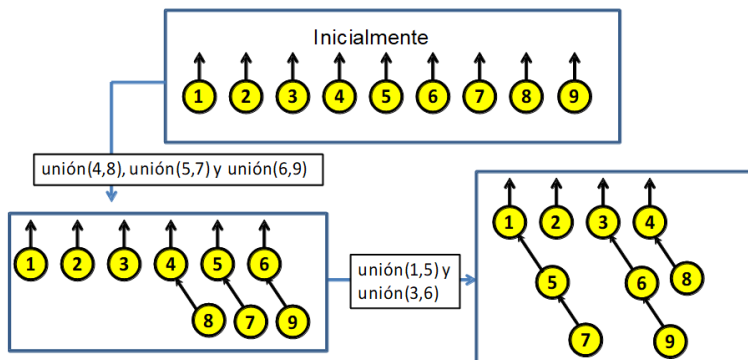 Inicialmente
1 2 3 4 5 6 7 8 9
unión(4,8), unión(5,7) y unión(6,9)
1 2 3 4 5 6
8 7 9
unión(1,5) y
unión(3,6)
1 2 3 4
5 6 8
7 9